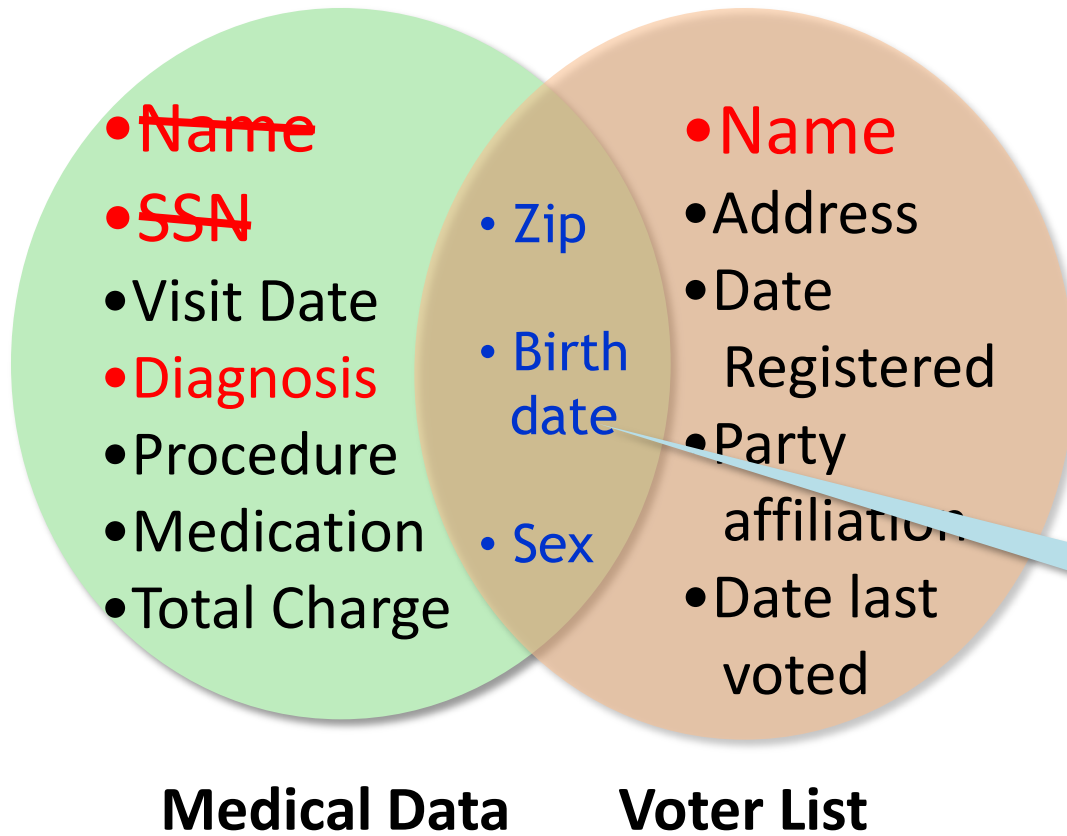 •Name
•SSN
•Visit Date
•Diagnosis
•Procedure
•Medication
•Total Charge
• Zip
• Birth
date
• Sex
•Name
•Address
•Date
Registered
•Party
affiliation
•Date last
voted
Medical Data
Voter List